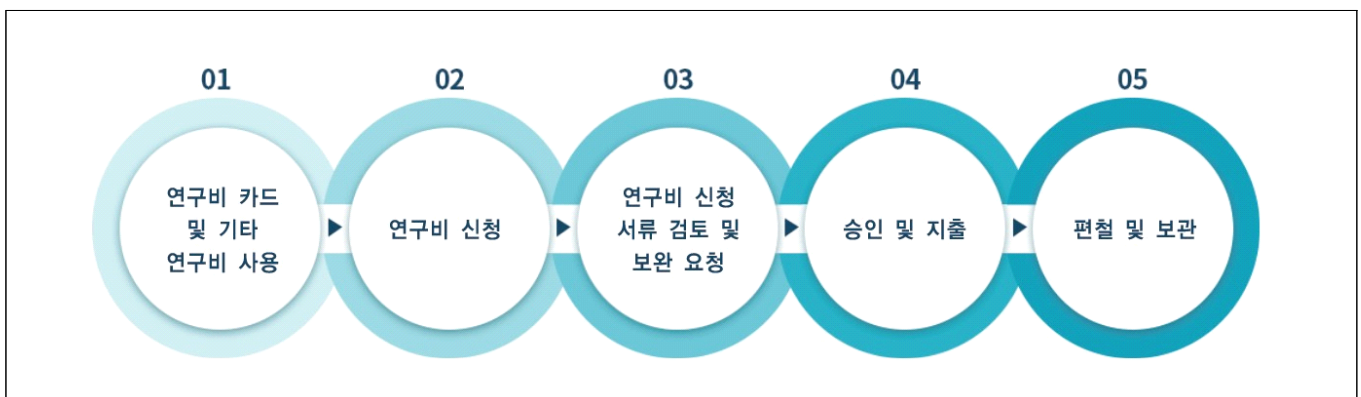 01
연구비 카드
및 기타
연구비 사용
02
연구비 신청
03
연구비 신청
서류 검토 및
보완 요청
04
승인 및 지출
05
편철 및 보관